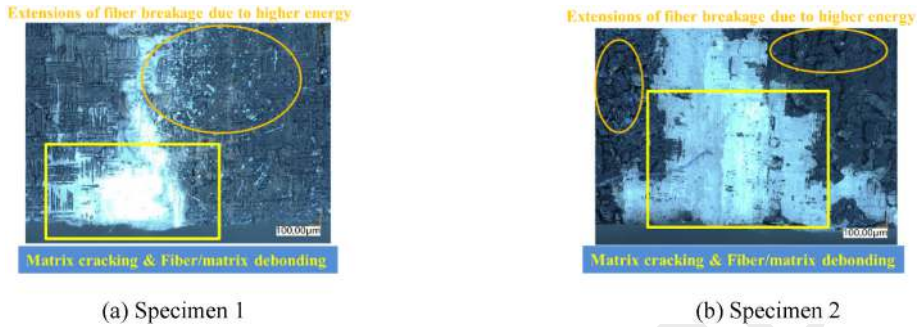 Extensions of fiber breakage due to higher energy
100.00µm
Matrix cracking & Fiber/matrix debonding
(a) Specimen 1
Extensions of fiber breakage due to higher energy
100.00µm
Matrix cracking & Fiber/matrix debonding
(b) Specimen 2